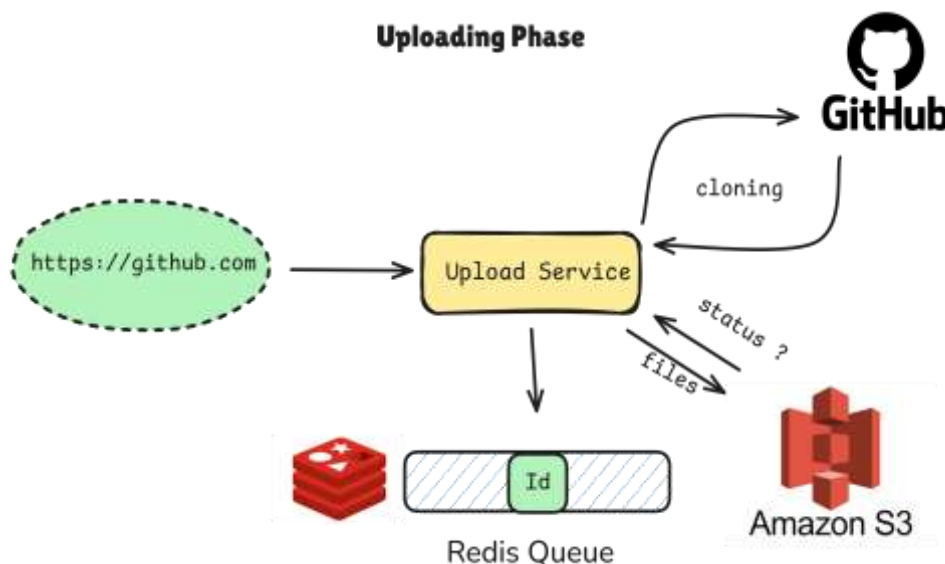 Uploading Phase
GitHub
cloning
https://github.com
Upload Service
status ?
files
Id
Amazon S3
Redis Queue